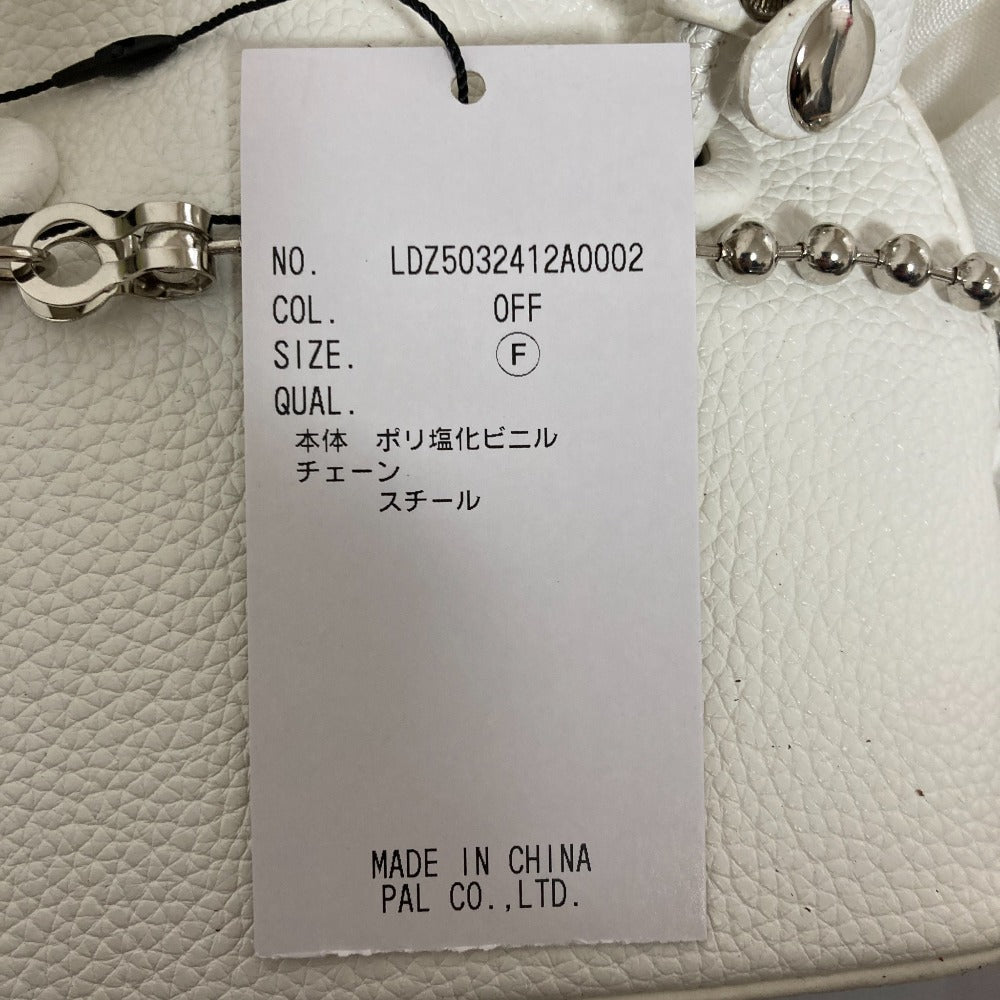 NO. LDZ5032412A0002
COL. OFF
SIZE. Ⓕ
QUAL.
本体 ポリ塩化ビニル
チェーン
スチール
MADE IN CHINA
PAL CO.,LTD.